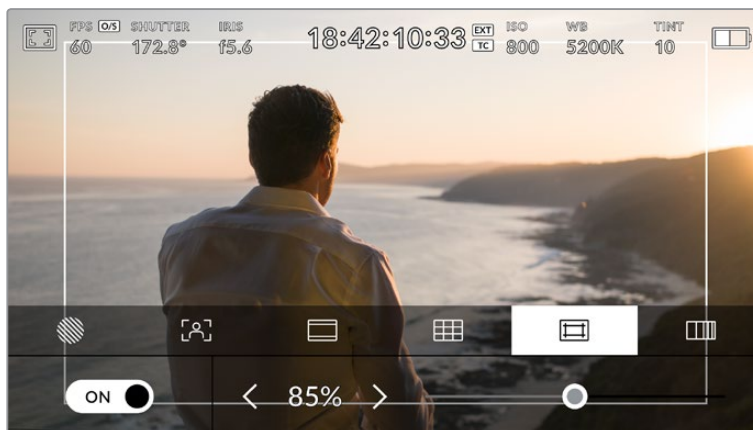 FPS O/S SHUTTER IRIS 18:42:10:33 EXT ISO WB TINT
60 172.8° f5.6 TC 800 5200K 10
ON < 85% >